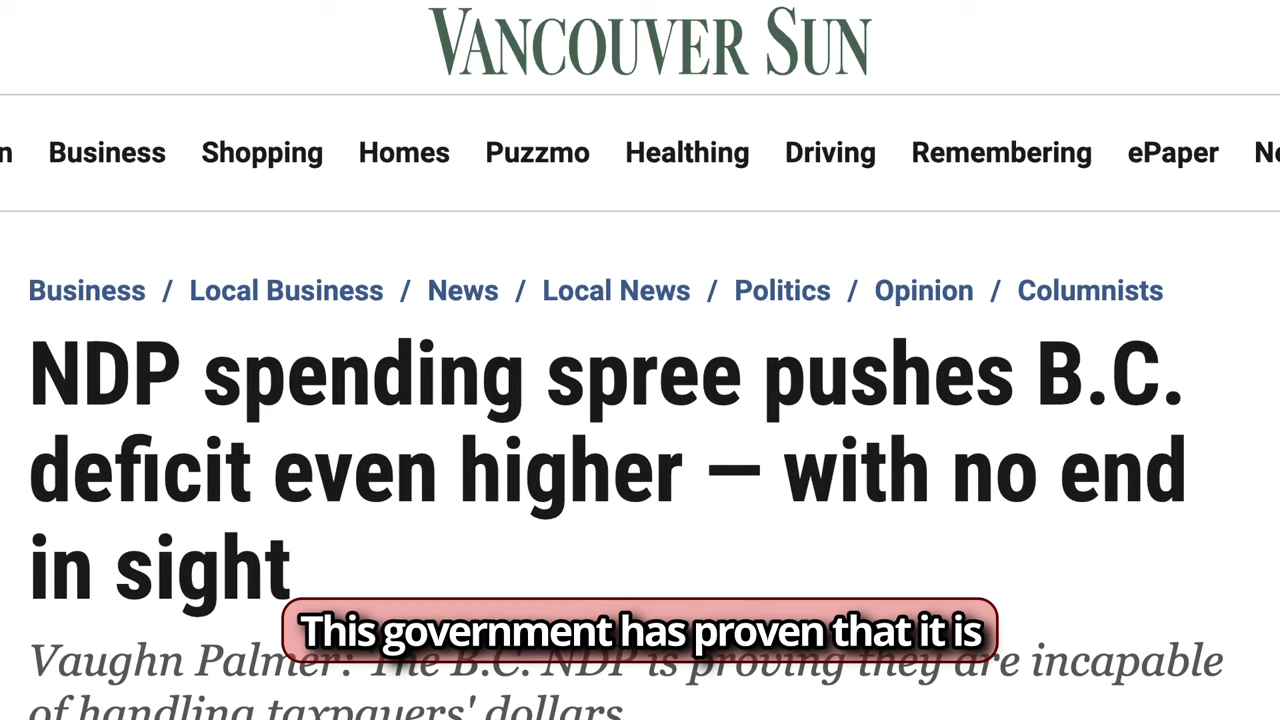 VANCOUVER SUN
n Business Shopping Homes Puzzmo Healthing Driving Remembering ePaper Ne
Business / Local Business / News / Local News / Politics / Opinion / Columnists
NDP spending spree pushes B.C.
deficit even higher — with no end
in sight
This government has proven that it is
Vaughn Palmer: The B.C. NDP is proving they are incapable
of handling taxpayers' dollars